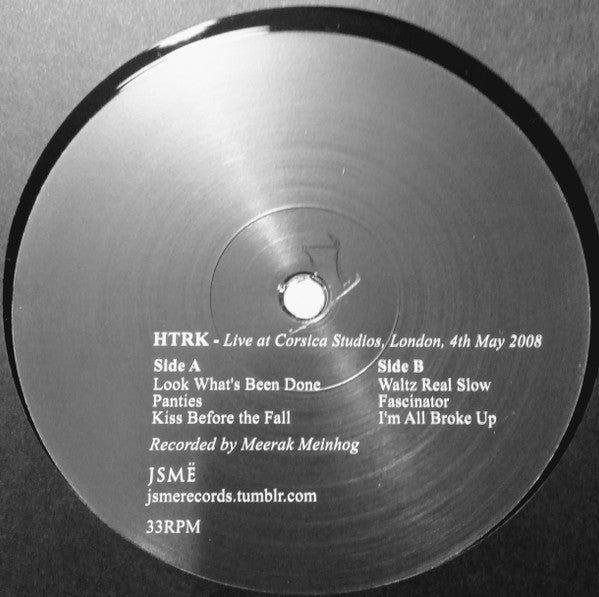 HTRK - Live at Corsica Studios, London, 4th May 2008
Side A
Look What's Been Done
Panties
Kiss Before the Fall
Side B
Waltz Real Slow
Fascinator
I'm All Broke Up
Recorded by Meerak Meinhog
JSMË
jsmerecords.tumblr.com
33RPM